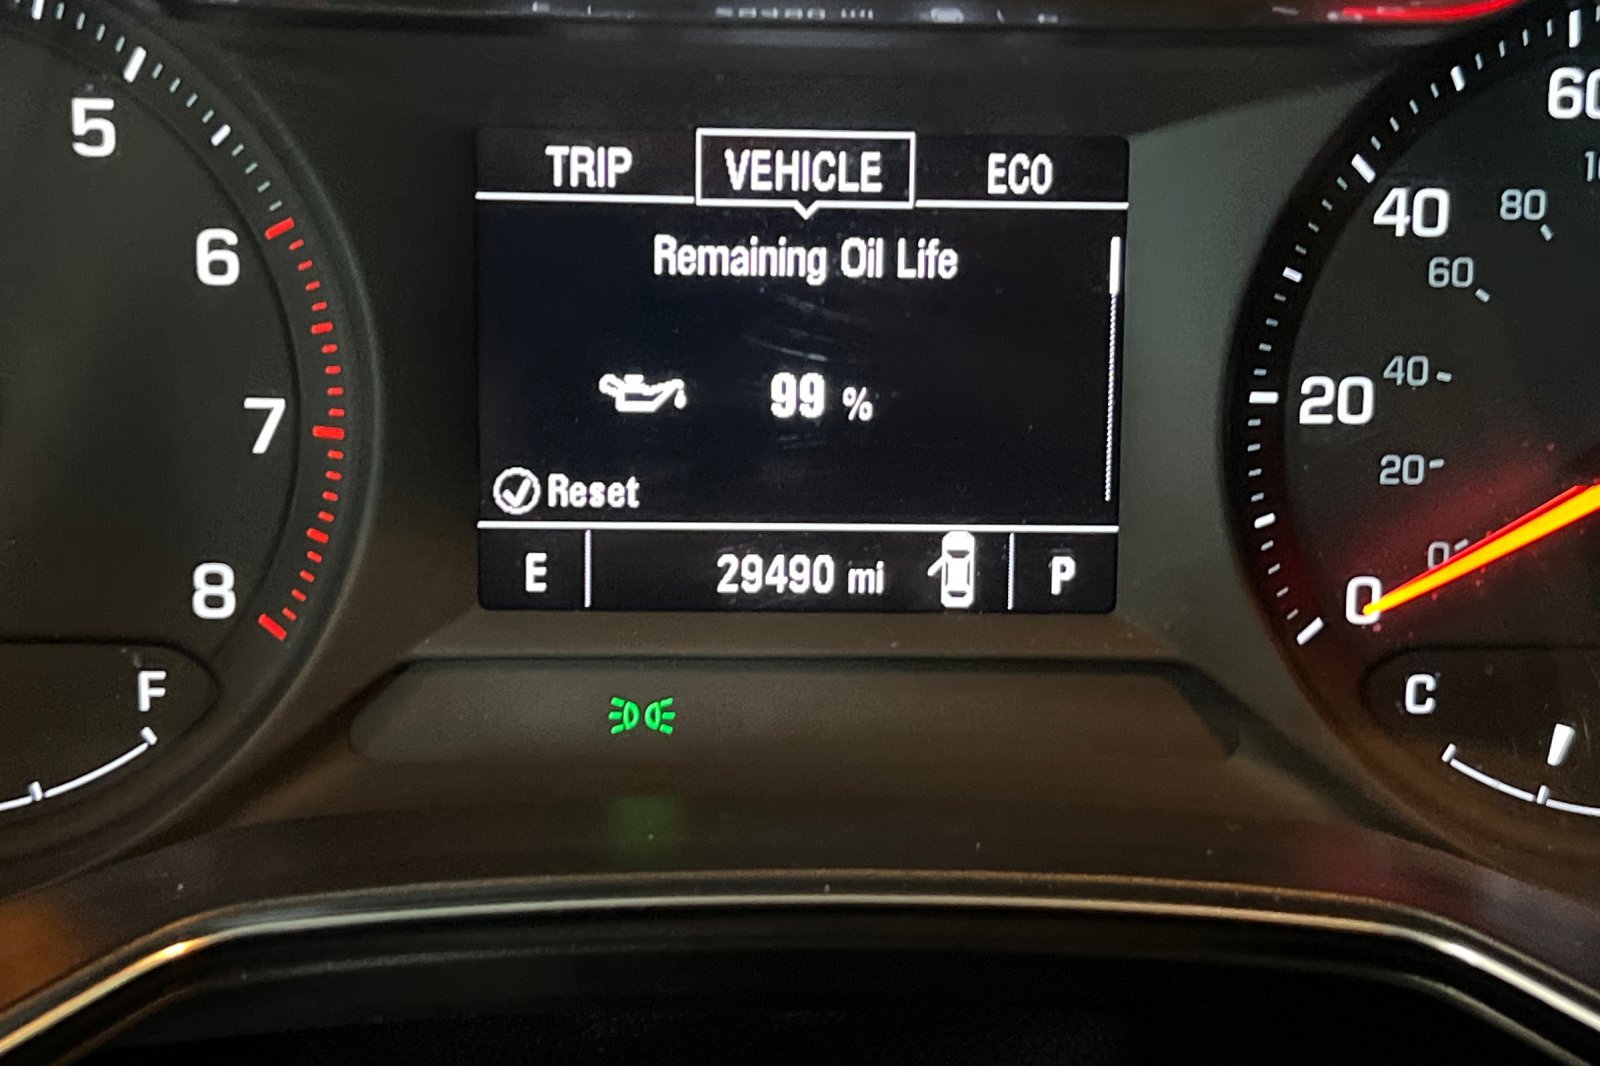 5
6
7
8
F
TRIP VEHICLE ECO
Remaining Oil Life
99 %
Reset
E 29490 mi P
60
40 80
60
20 40
20
0 0
C